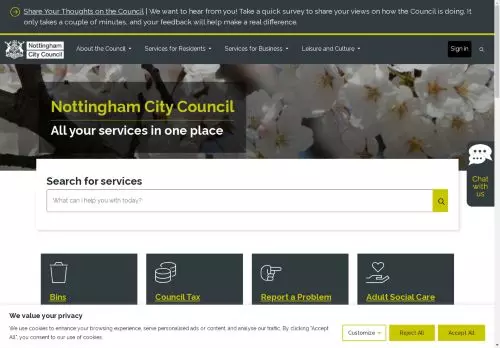 Share Your Thoughts on the Council | We want to hear from you! Take a quick survey to share your views on how the Council is doing. It
only takes a couple of minutes, and your feedback will help make a real difference.
Nottingham
City Council
About the Council
Services for Residents
Services for Business
Leisure and Culture
Sign in
Nottingham City Council
All your services in one place
Chat
with
us
Search for services
What can I help you with today?
Bins
Council Tax
Report a Problem
Adult Social Care
We value your privacy
We use cookies to enhance your browsing experience, serve personalised ads or content, and analyse our traffic. By clicking "Accept
All", you consent to our use of cookies.
Customize
Reject All
Accept All